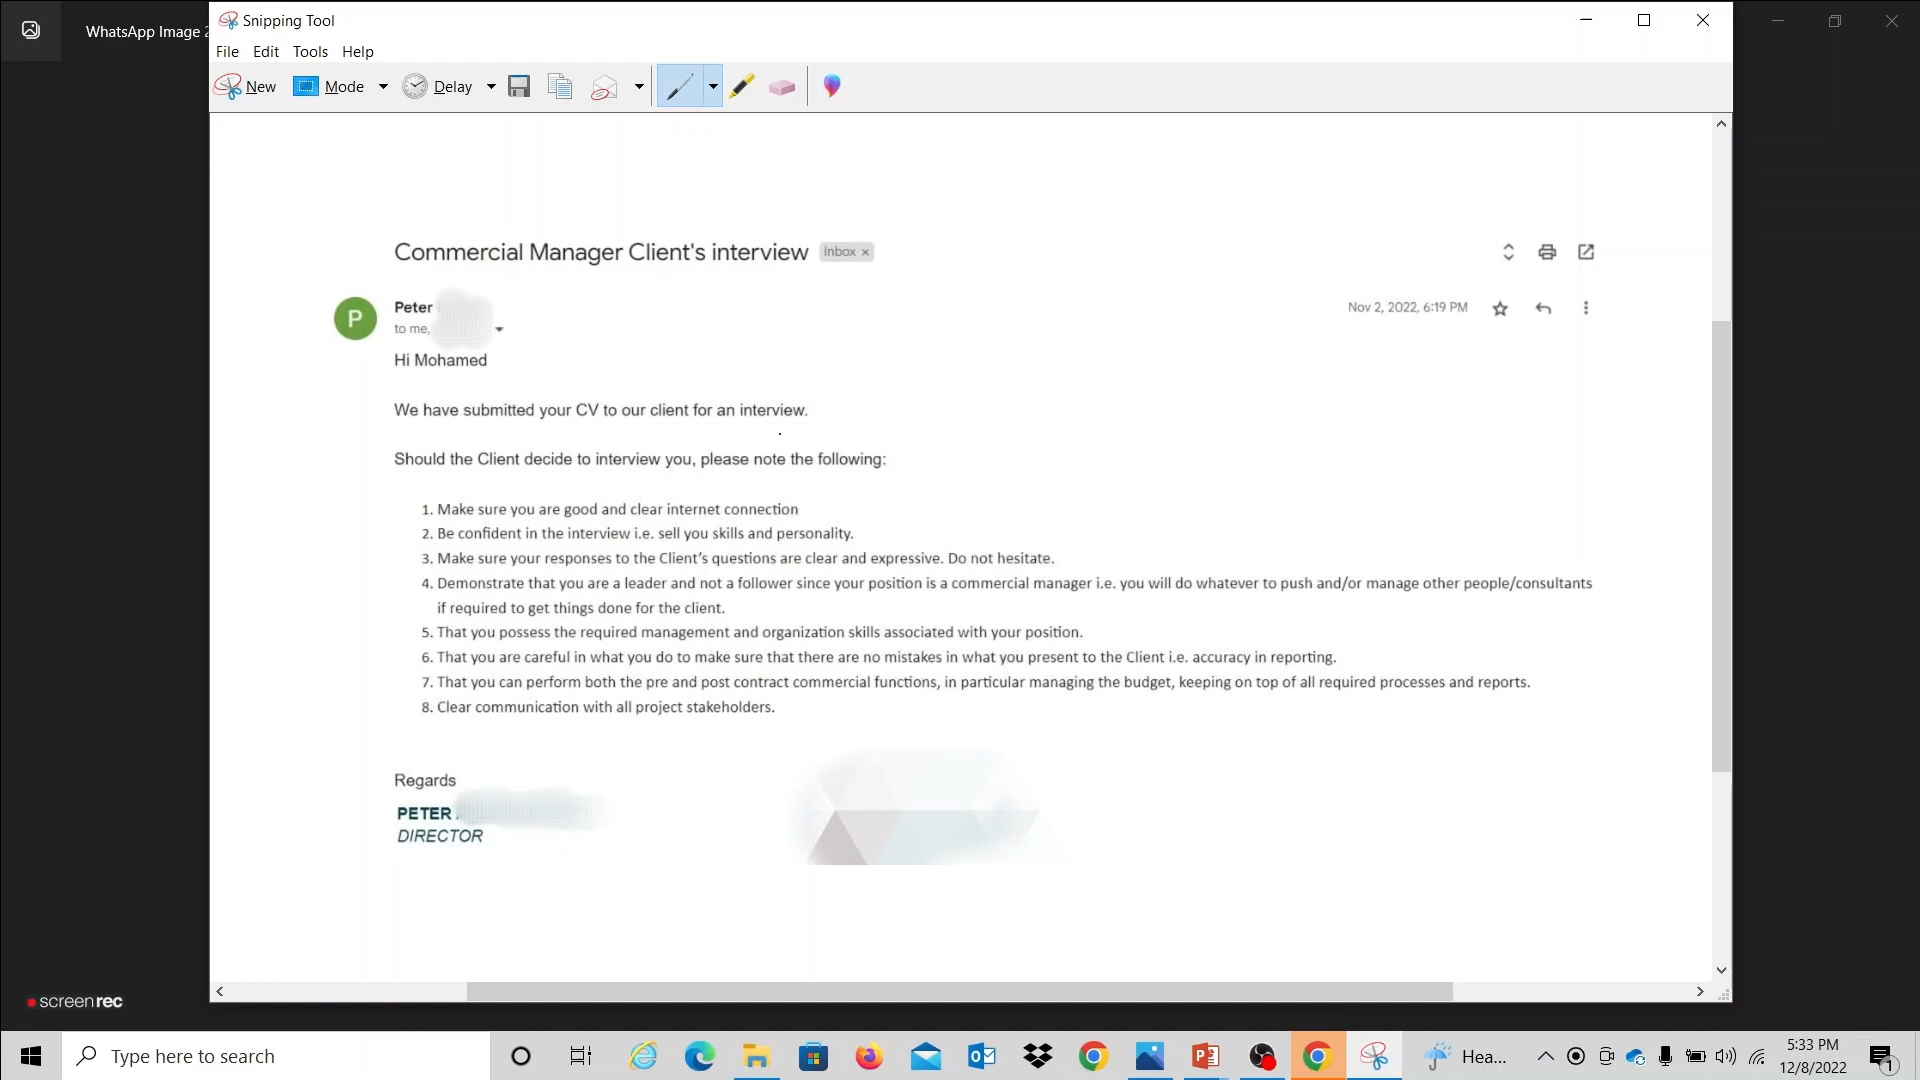 WhatsApp Image 2
Snipping Tool
File Edit Tools Help
New Mode Delay
Commercial Manager Client's interview Inbox ×
P
Peter
Nov 2, 2022, 6:19 PM
to me,
Hi Mohamed
We have submitted your CV to our client for an interview.
Should the Client decide to interview you, please note the following:
1. Make sure you are good and clear internet connection
2. Be confident in the interview i.e. sell you skills and personality.
3. Make sure your responses to the Client's questions are clear and expressive. Do not hesitate.
4. Demonstrate that you are a leader and not a follower since your position is a commercial manager i.e. you will do whatever to push and/or manage other people/consultants
if required to get things done for the client.
5. That you possess the required management and organization skills associated with your position.
6. That you are careful in what you do to make sure that there are no mistakes in what you present to the Client i.e. accuracy in reporting.
7. That you can perform both the pre and post contract commercial functions, in particular managing the budget, keeping on top of all required processes and reports.
8. Clear communication with all project stakeholders.
Regards
PETER
DIRECTOR
screenrec
Type here to search
Hea...
5:33 PM
12/8/2022
1